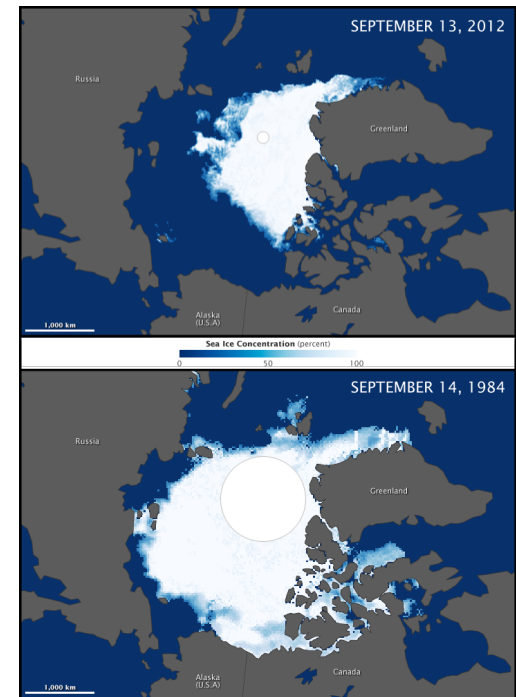 SEPTEMBER 13, 2012
Russia
Greenland
Alaska
(U.S.A)
Canada
1,000 km
Sea Ice Concentration (percent)
0 50 100
SEPTEMBER 14, 1984
Russia
Greenland
Alaska
(U.S.A)
Canada
1,000 km